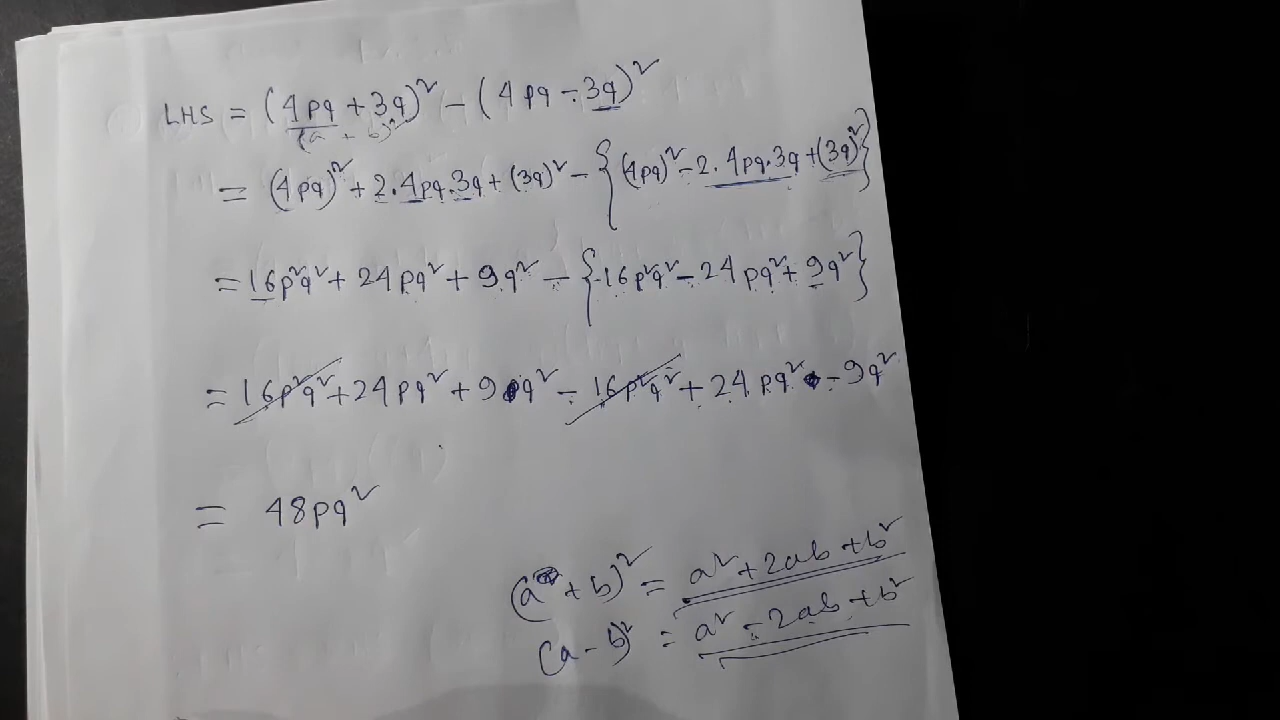 LHS = (4pq + 3q)² - (4pq - 3q)²
(a + b)²
= (4pq)² + 2.4pq.3q + (3q)² - {(4pq)² - 2.4pq.3q + (3q)²}
= 16p²q² + 24pq² + 9q² - {16p²q² - 24pq² + 9q²}
= 16p²q² + 24pq² + 9q² - 16p²q² + 24pq² - 9q²
= 48pq²
(a + b)² = a² + 2ab + b²
(a - b)² = a² - 2ab + b²